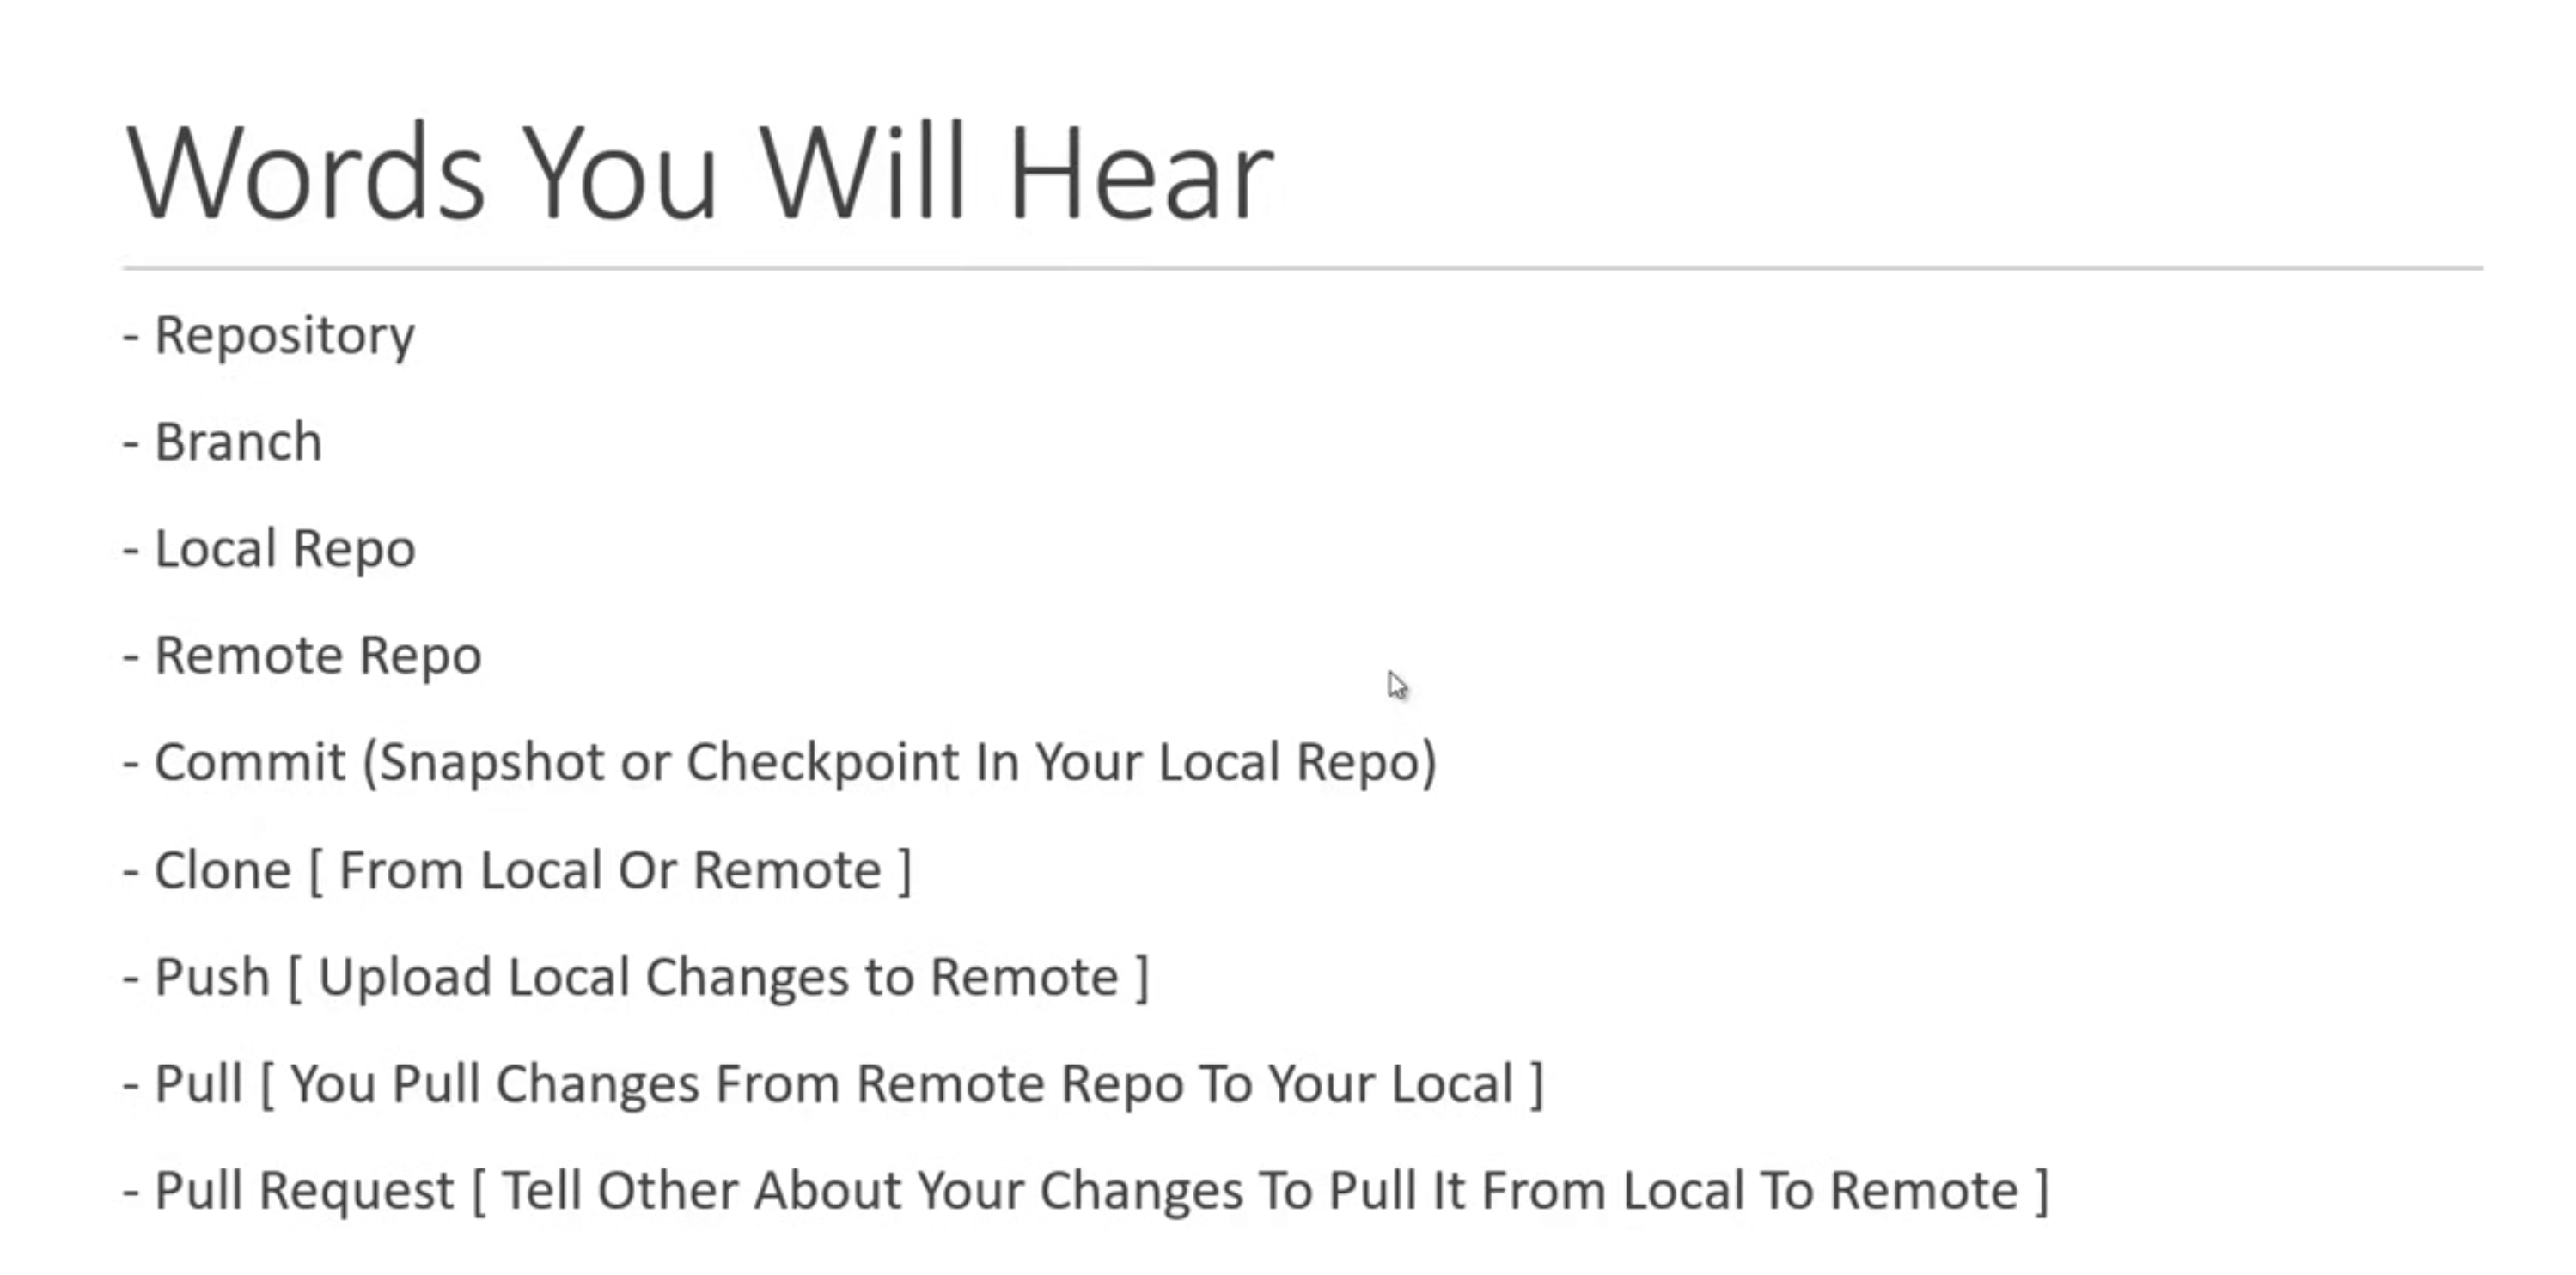 Words You Will Hear
- Repository
- Branch
- Local Repo
- Remote Repo
- Commit (Snapshot or Checkpoint In Your Local Repo)
- Clone [ From Local Or Remote ]
- Push [ Upload Local Changes to Remote ]
- Pull [ You Pull Changes From Remote Repo To Your Local ]
- Pull Request [ Tell Other About Your Changes To Pull It From Local To Remote ]